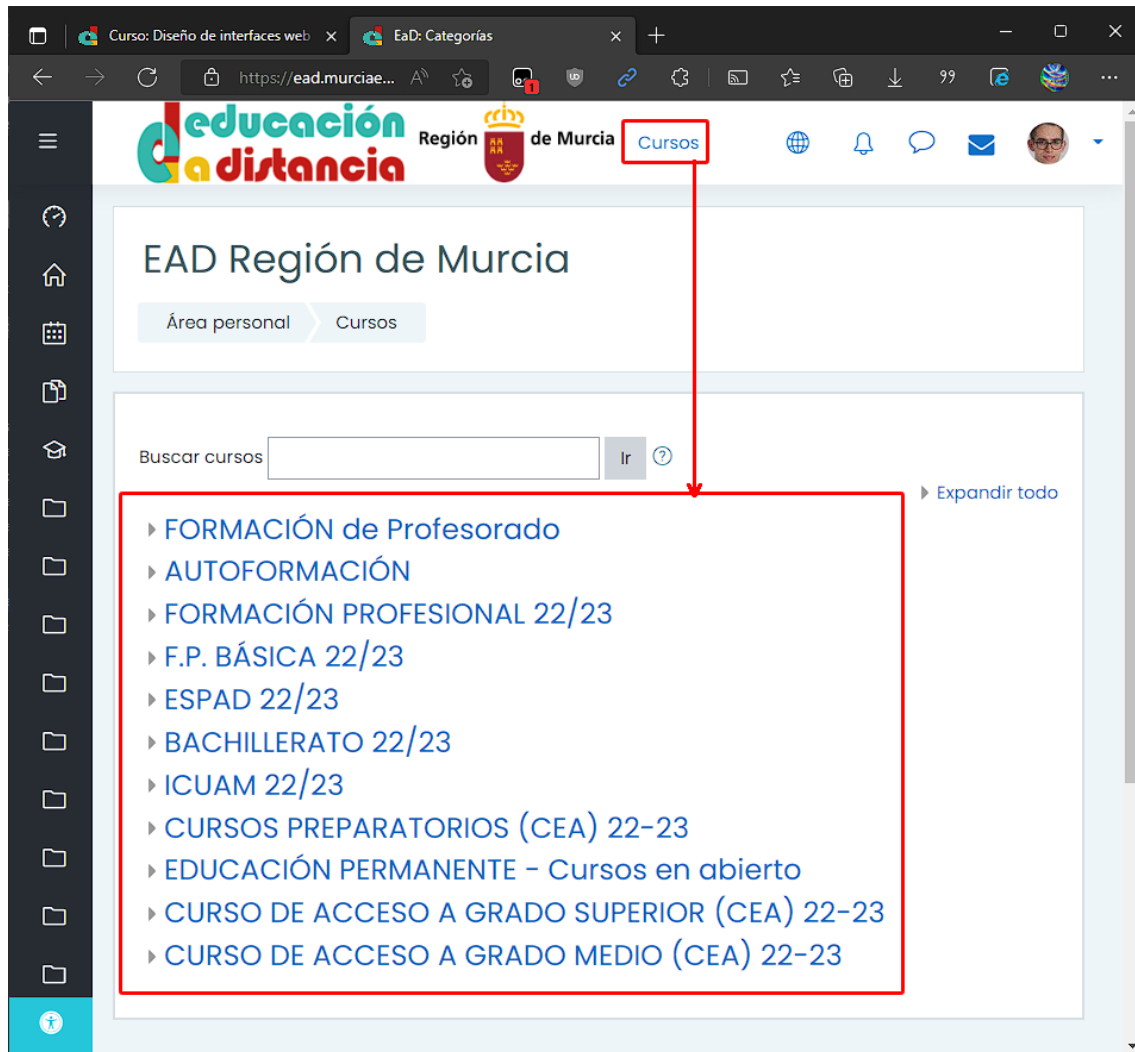 Curso: Diseño de interfaces web
EaD: Categorías
https://ead.murciae...
1
educación
a distancia
Región de Murcia
Cursos
EAD Región de Murcia
Área personal
Cursos
Buscar cursos
Ir
?
Expandir todo
FORMACIÓN de Profesorado
AUTOFORMACIÓN
FORMACIÓN PROFESIONAL 22/23
F.P. BÁSICA 22/23
ESPAD 22/23
BACHILLERATO 22/23
ICUAM 22/23
CURSOS PREPARATORIOS (CEA) 22-23
EDUCACIÓN PERMANENTE - Cursos en abierto
CURSO DE ACCESO A GRADO SUPERIOR (CEA) 22-23
CURSO DE ACCESO A GRADO MEDIO (CEA) 22-23